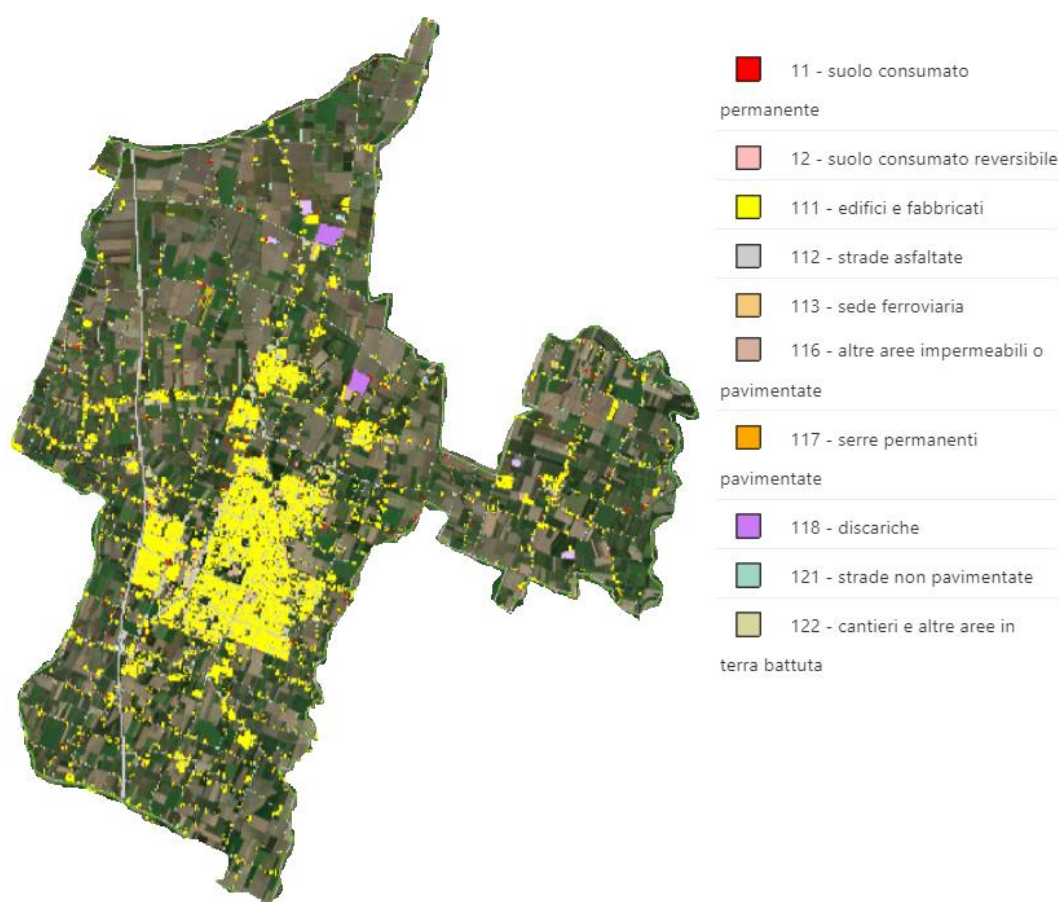 11 - suolo consumato
permanente
12 - suolo consumato reversibile
111 - edifici e fabbricati
112 - strade asfaltate
113 - sede ferroviaria
116 - altre aree impermeabili o
pavimentate
117 - serre permanenti
pavimentate
118 - discariche
121 - strade non pavimentate
122 - cantieri e altre aree in
terra battuta